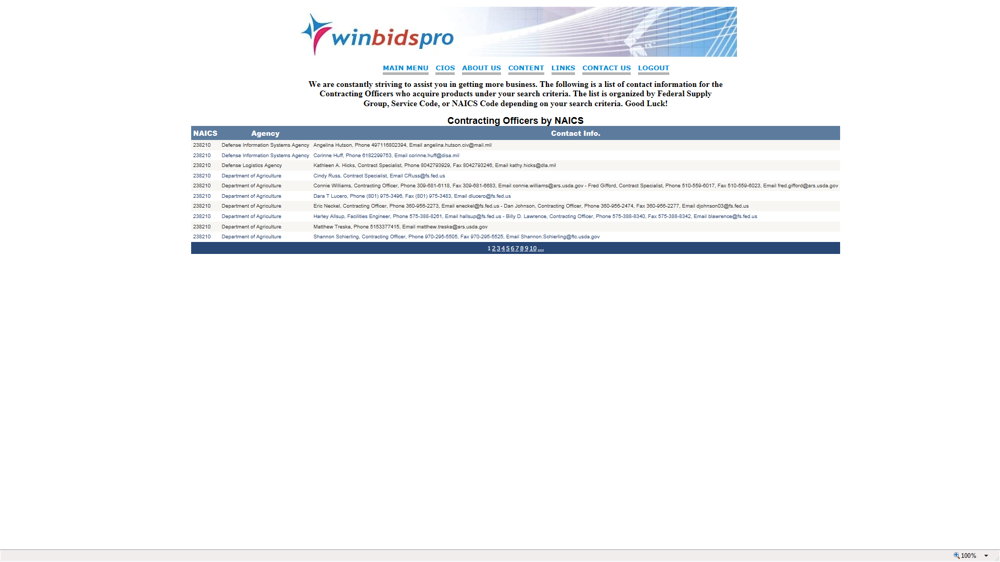 winbidspro
MAIN MENU CIOS ABOUT US CONTENT LINKS CONTACT US LOGOUT
We are constantly striving to assist you in getting more business. The following is a list of contact information for the
Contracting Officers who acquire products under your search criteria. The list is organized by Federal Supply
Group, Service Code, or NAICS Code depending on your search criteria. Good Luck!
Contracting Officers by NAICS
NAICS Agency Contact Info.
238210 Defense Information Systems Agency Angelina Hutson, Phone 497116802394, Email angelina.hutson.civ@mail.mil
238210 Defense Information Systems Agency Corinne Huff, Phone 6182299753, Email corinne.huff@disa.mil
238210 Defense Logistics Agency Kathleen A. Hicks, Contract Specialist, Phone 8042793929, Fax 8042793246, Email kathy.hicks@dla.mil
238210 Department of Agriculture Cindy Russ, Contract Specialist, Email CRuss@fs.fed.us
238210 Department of Agriculture Connie Williams, Contracting Officer, Phone 309-681-6118, Fax 309-681-6683, Email connie.williams@ars.usda.gov - Fred Gifford, Contract Specialist, Phone 510-559-6017, Fax 510-559-6023, Email fred.gifford@ars.usda.gov
238210 Department of Agriculture Dara T Lucero, Phone (801) 975-3496, Fax (801) 975-3483, Email dlucero@fs.fed.us
238210 Department of Agriculture Eric Neckel, Contracting Officer, Phone 360-956-2273, Email eneckel@fs.fed.us - Dan Johnson, Contracting Officer, Phone 360-956-2474, Fax 360-956-2277, Email djohnson03@fs.fed.us
238210 Department of Agriculture Harley Allsup, Facilities Engineer, Phone 575-388-8261, Email hallsup@fs.fed.us - Billy D. Lawrence, Contracting Officer, Phone 575-388-8340, Fax 575-388-8342, Email blawrence@fs.fed.us
238210 Department of Agriculture Matthew Treska, Phone 5153377415, Email matthew.treska@ars.usda.gov
238210 Department of Agriculture Shannon Schierling, Contracting Officer, Phone 970-295-5505, Fax 970-295-5525, Email Shannon.Schierling@ftc.usda.gov
1 2 3 4 5 6 7 8 9 10 ...
100%